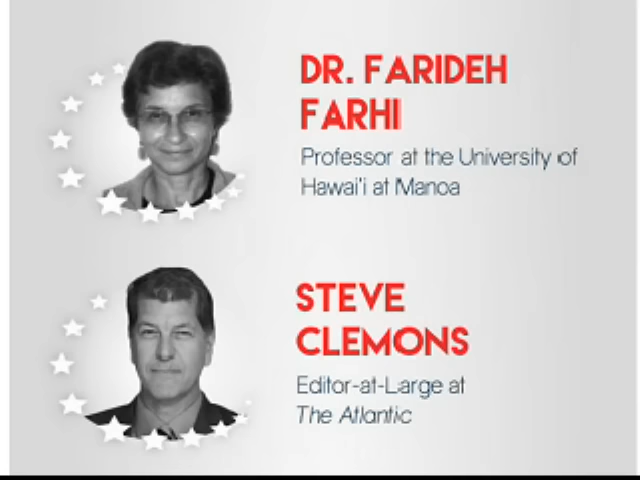 DR. FARIDEH
FARHI
Professor at the University of
Hawai'i at Manoa
STEVE
CLEMONS
Editor-at-Large at
The Atlantic